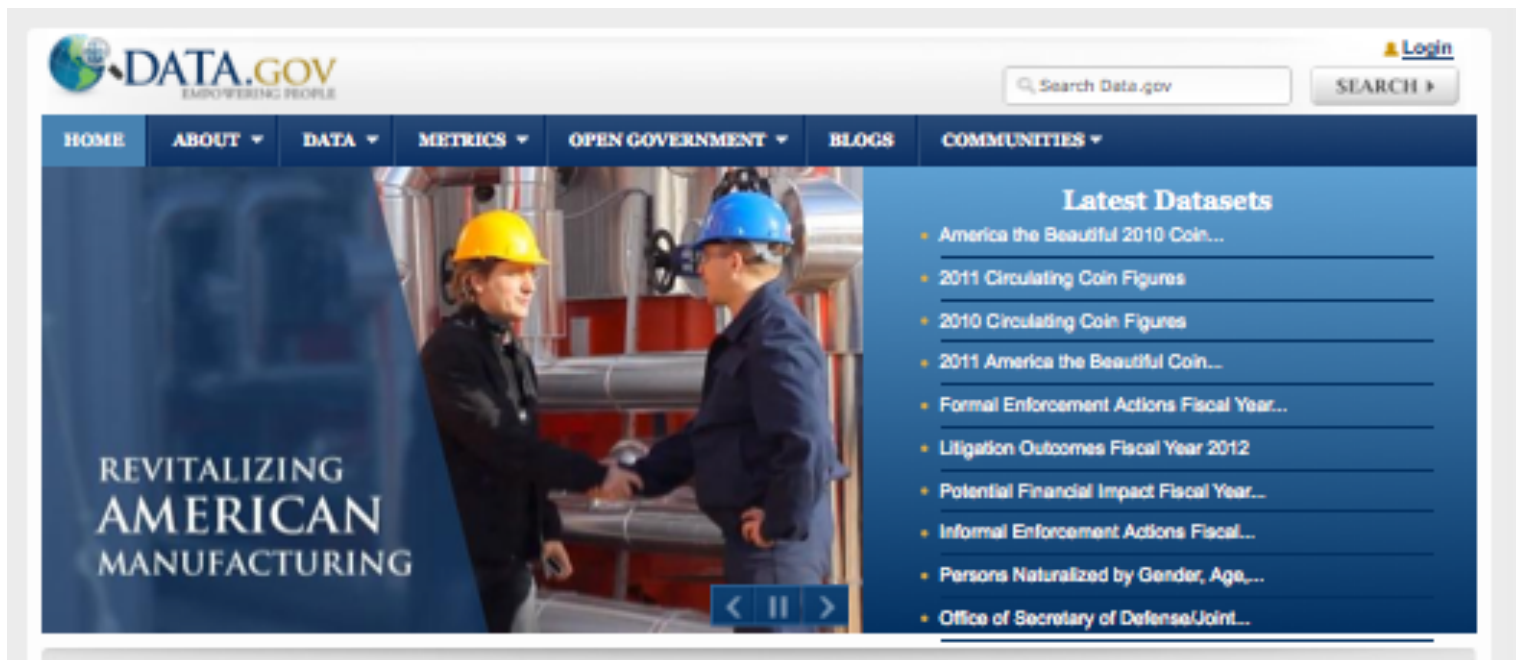 DATA.GOV
EMPOWERING PEOPLE
Login
Search Data.gov
SEARCH
HOME ABOUT DATA METRICS OPEN GOVERNMENT BLOGS COMMUNITIES
REVITALIZING
AMERICAN
MANUFACTURING
Latest Datasets
America the Beautiful 2010 Coin...
2011 Circulating Coin Figures
2010 Circulating Coin Figures
2011 America the Beautiful Coin...
Formal Enforcement Actions Fiscal Year...
Litigation Outcomes Fiscal Year 2012
Potential Financial Impact Fiscal Year...
Informal Enforcement Actions Fiscal...
Persons Naturalized by Gender, Age,...
Office of Secretary of Defense/Joint...